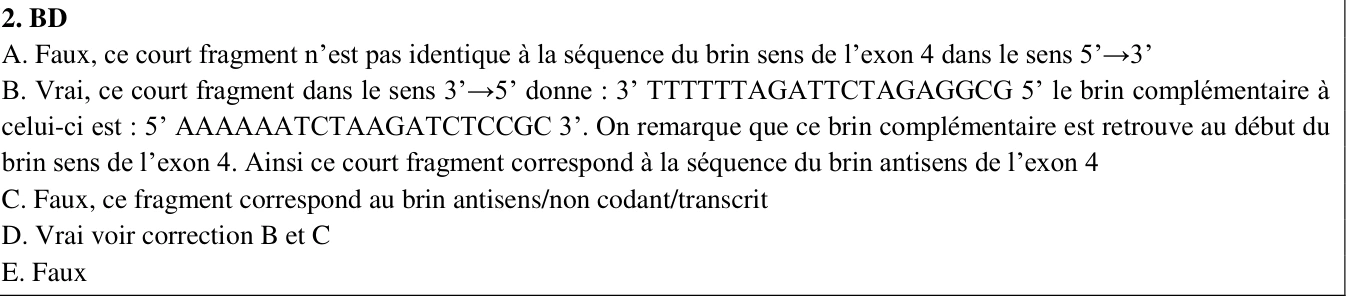 2. BD
A. Faux, ce court fragment n’est pas identique à la séquence du brin sens de l’exon 4 dans le sens 5’→3’
B. Vrai, ce court fragment dans le sens 3’→5’ donne : 3’ TTTTTTAGATTCTAGAGGCG 5’ le brin complémentaire à
celui-ci est : 5’ AAAAAATCTAAGATCTCCGC 3’. On remarque que ce brin complémentaire est retrouve au début du
brin sens de l’exon 4. Ainsi ce court fragment correspond à la séquence du brin antisens de l’exon 4
C. Faux, ce fragment correspond au brin antisens/non codant/transcrit
D. Vrai voir correction B et C
E. Faux